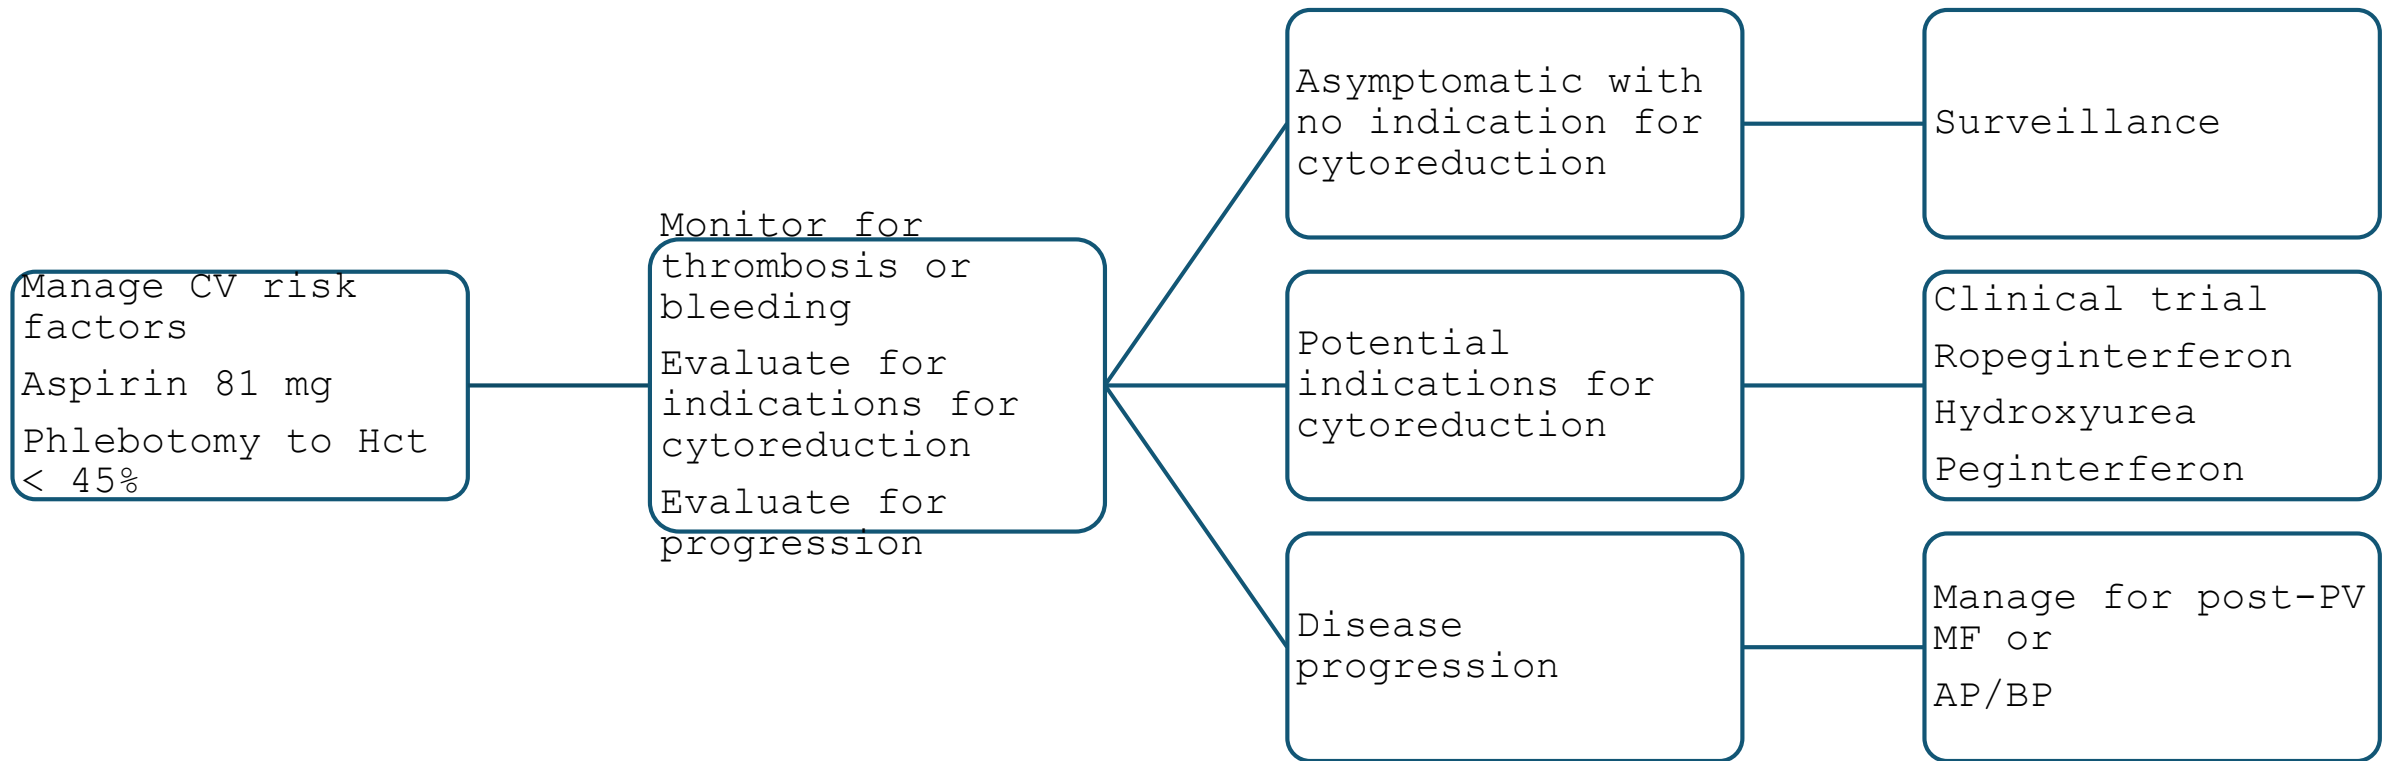 Manage CV risk
factors
Aspirin 81 mg
Phlebotomy to Hct
< 45%
Monitor for
thrombosis or
bleeding
Evaluate for
indications for
cytoreduction
Evaluate for
progression
Asymptomatic with
no indication for
cytoreduction
Surveillance
Potential
indications for
cytoreduction
Clinical trial
Ropeginterferon
Hydroxyurea
Peginterferon
Disease
progression
Manage for post-PV
MF or
AP/BP